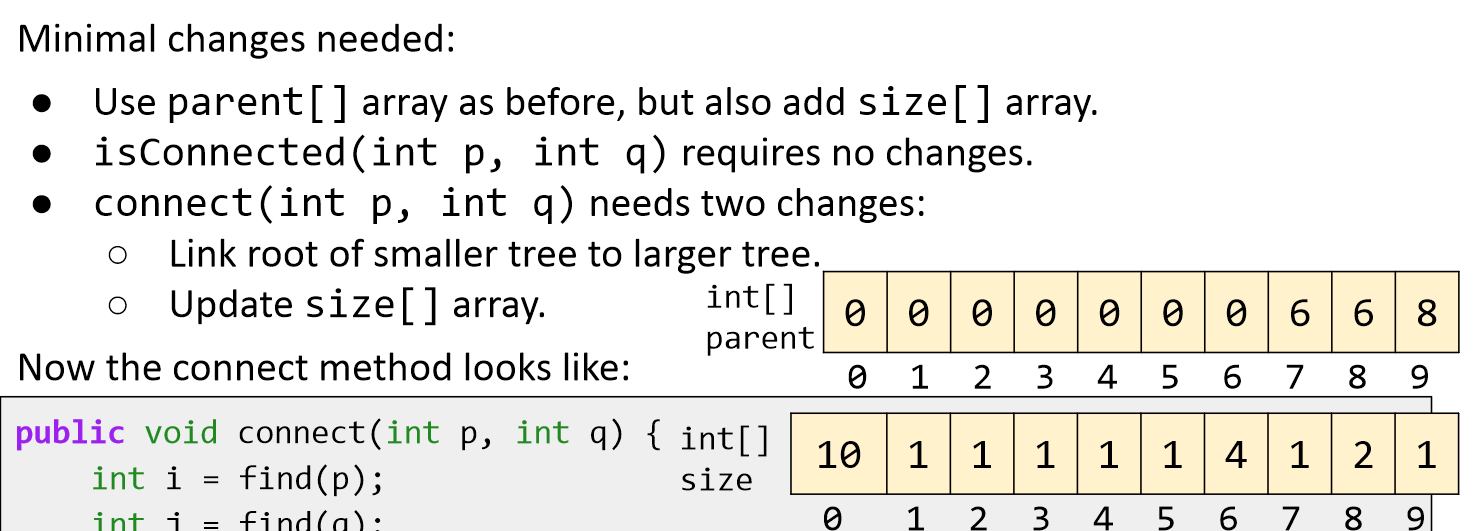 Minimal changes needed:
● Use parent[] array as before, but also add size[] array.
● isConnected(int p, int q) requires no changes.
● connect(int p, int q) needs two changes:
○ Link root of smaller tree to larger tree.
○ Update size[] array.
int[] parent
0 0 0 0 0 0 0 6 6 8
0 1 2 3 4 5 6 7 8 9
Now the connect method looks like:
public void connect(int p, int q) {
int i = find(p);
int j = find(q);
int[] size
10 1 1 1 1 1 4 1 2 1
0 1 2 3 4 5 6 7 8 9